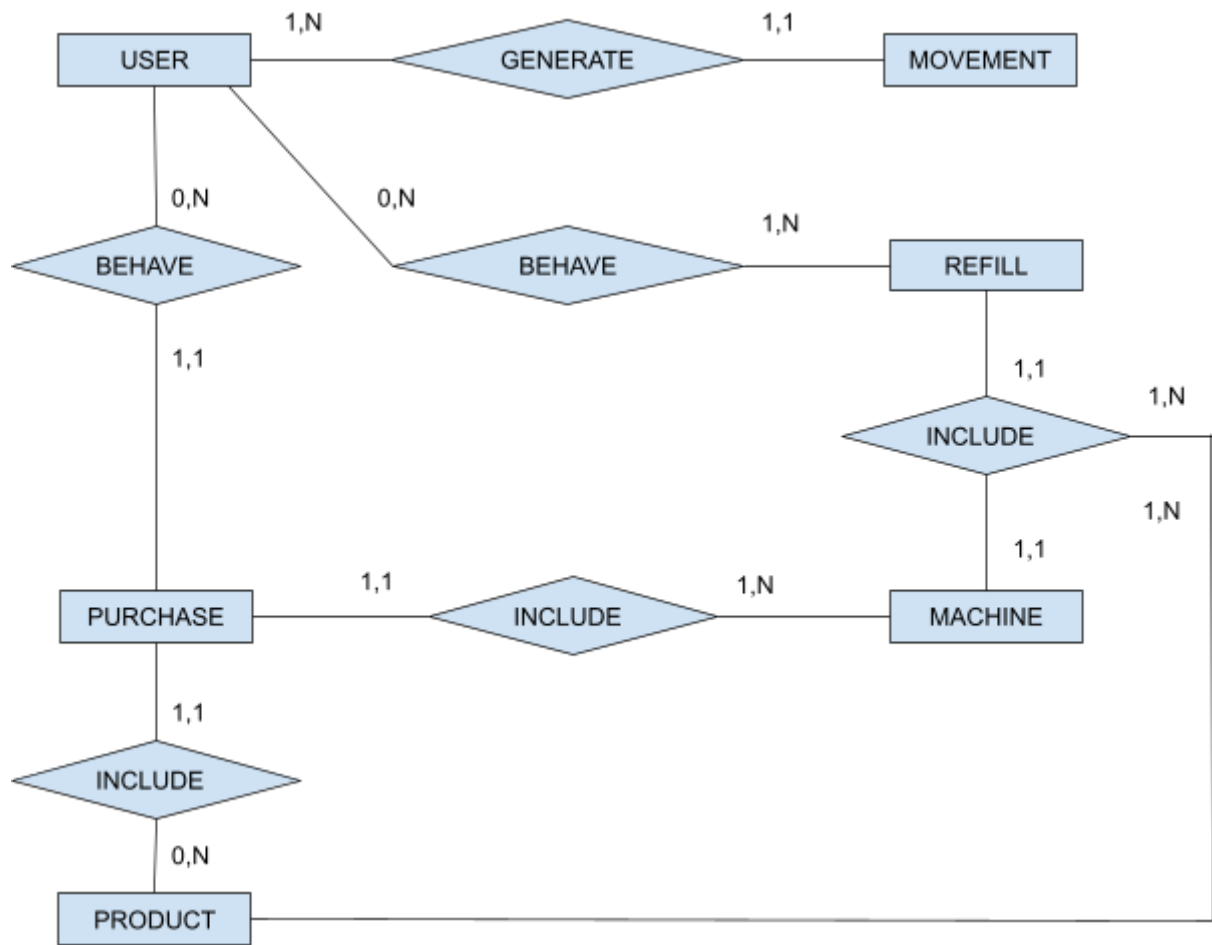 1,N
1,1
USER
GENERATE
MOVEMENT
0,N
0,N
1,N
BEHAVE
BEHAVE
REFILL
1,1
1,1
1,N
INCLUDE
1,N
1,1
1,1
1,N
PURCHASE
INCLUDE
MACHINE
1,1
INCLUDE
0,N
PRODUCT